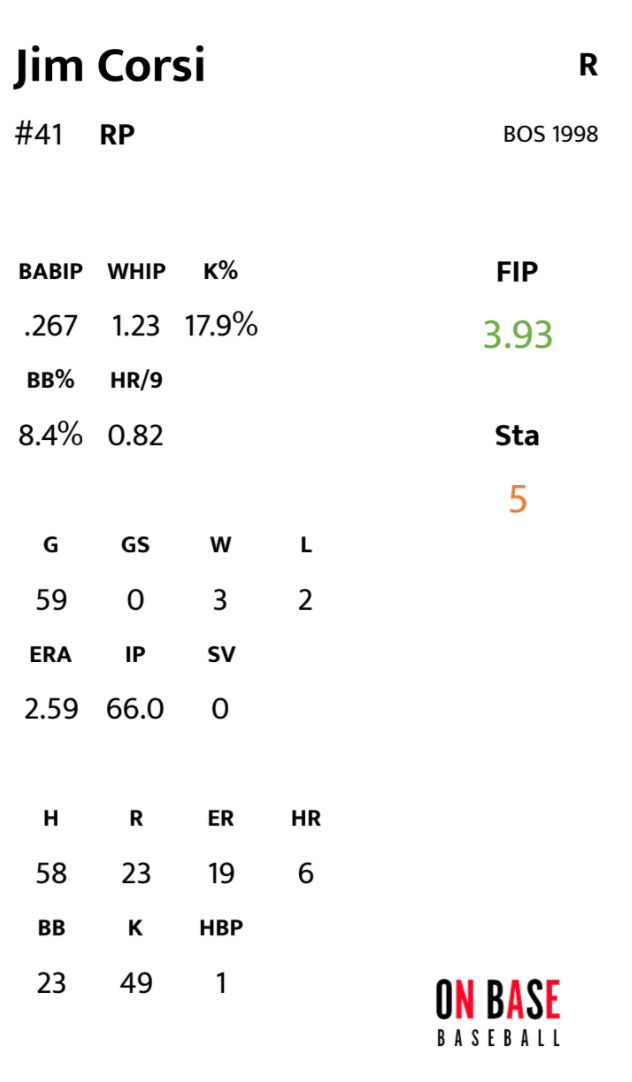 Jim Corsi R
#41 RP BOS 1998
BABIP WHIP K% FIP
.267 1.23 17.9% 3.93
BB% HR/9
8.4% 0.82 Sta
5
G GS W L
59 0 3 2
ERA IP SV
2.59 66.0 0
H R ER HR
58 23 19 6
BB K HBP
23 49 1
ON BASE
BASEBALL